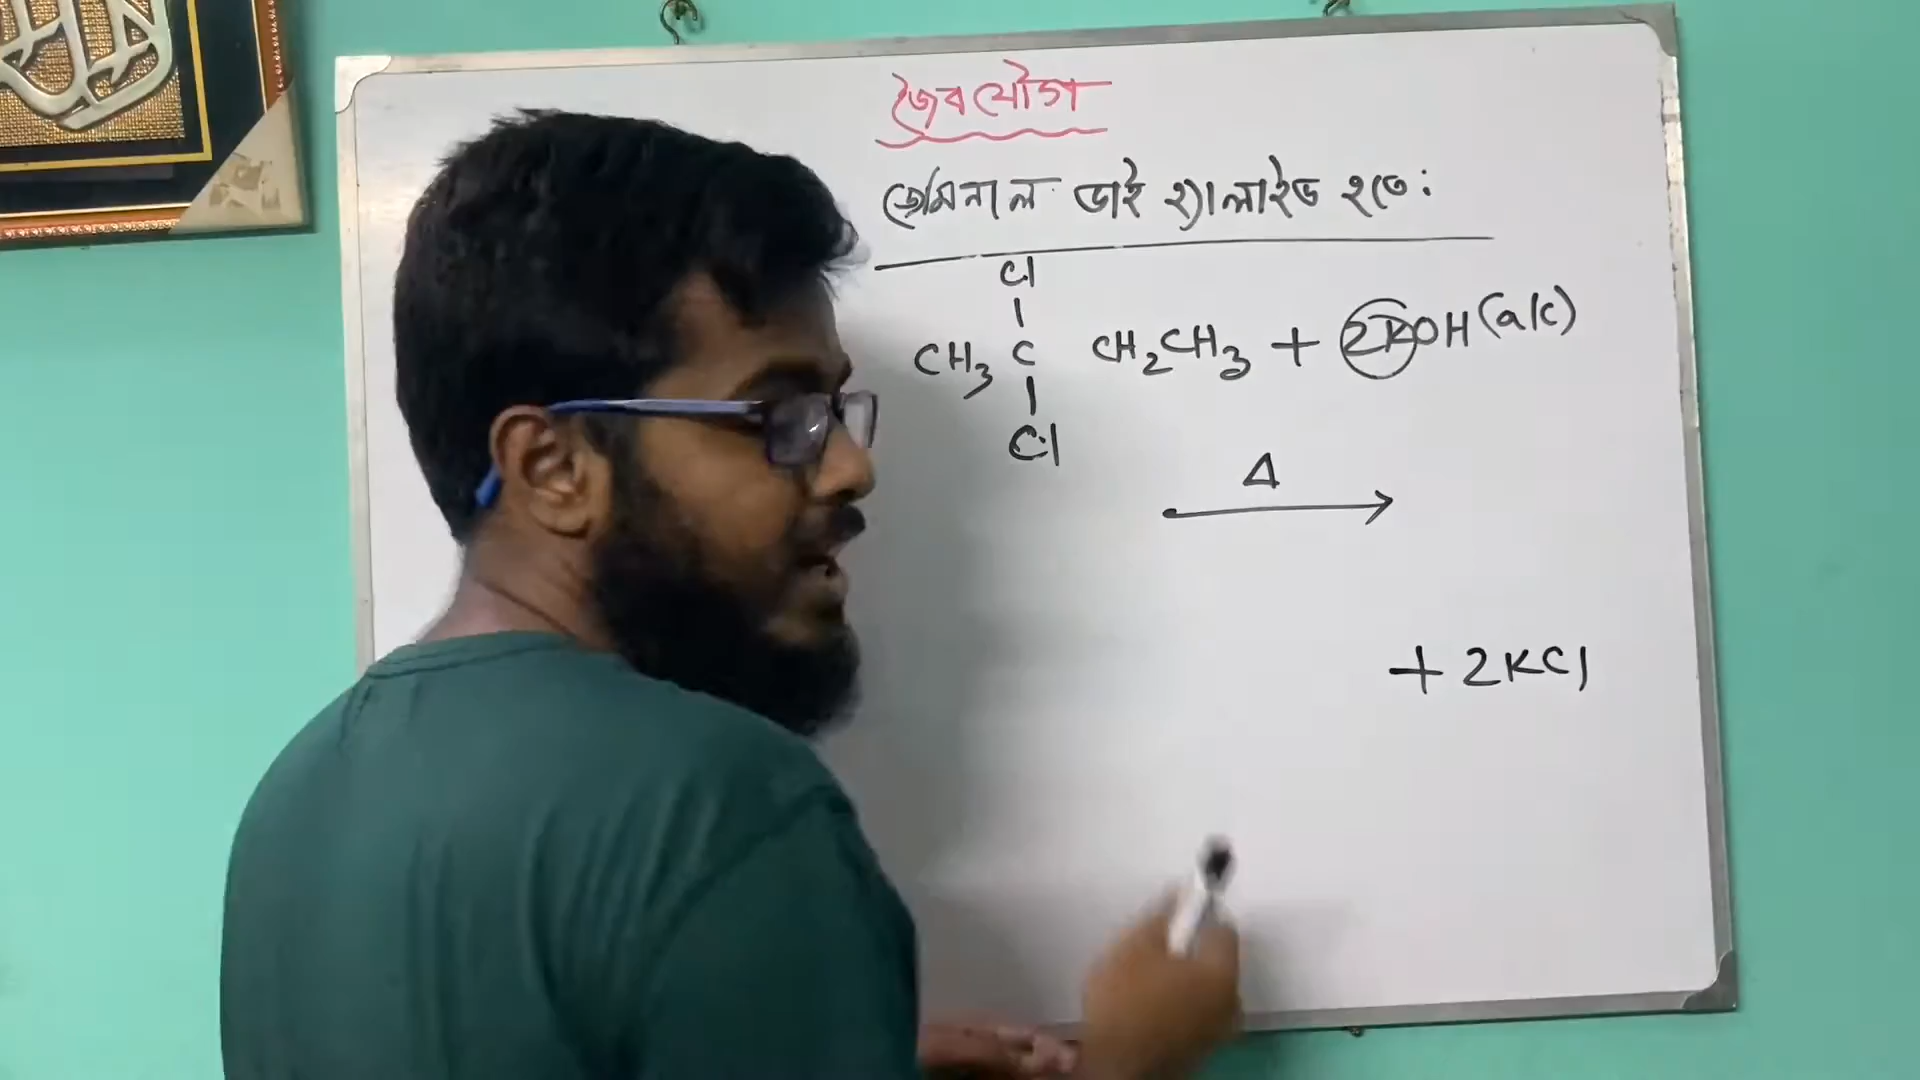 জৈব যৌগ
জেমিনাল ডাই হ্যালাইড হতে:
Cl
CH₃ C CH₂CH₃ + 2KOH (alc)
Cl
Δ
→
+ 2KCl